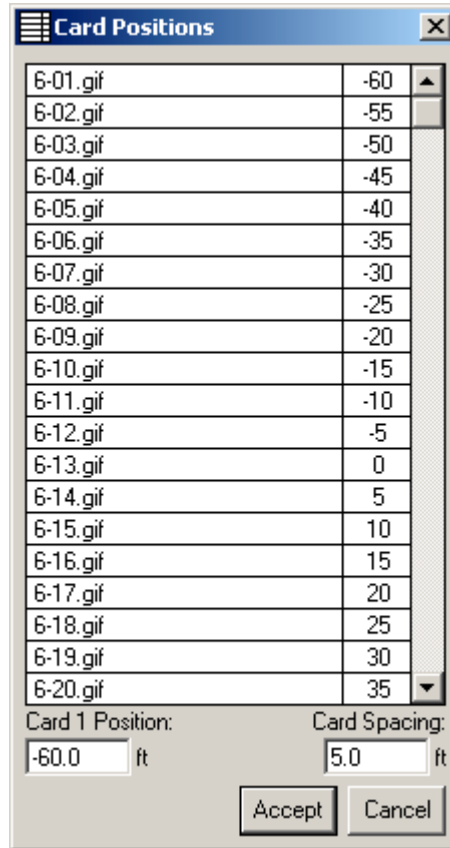 Card Positions
6-01.gif -60
6-02.gif -55
6-03.gif -50
6-04.gif -45
6-05.gif -40
6-06.gif -35
6-07.gif -30
6-08.gif -25
6-09.gif -20
6-10.gif -15
6-11.gif -10
6-12.gif -5
6-13.gif 0
6-14.gif 5
6-15.gif 10
6-16.gif 15
6-17.gif 20
6-18.gif 25
6-19.gif 30
6-20.gif 35
Card 1 Position: Card Spacing:
-60.0 ft 5.0 ft
Accept Cancel